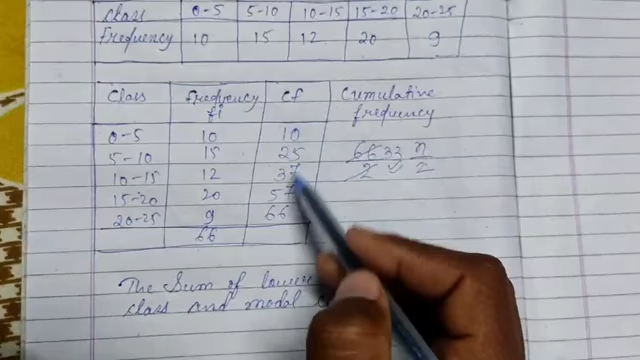 Class 0-5 5-10 10-15 15-20 20-25
Frequency 10 15 12 20 9
Class Frequency fi Cf Cumulative frequency
0-5 10 10
5-10 15 25 66 33 n
10-15 12 37 2 2
15-20 20 57
20-25 9 66
66
The Sum of lower
class and modal